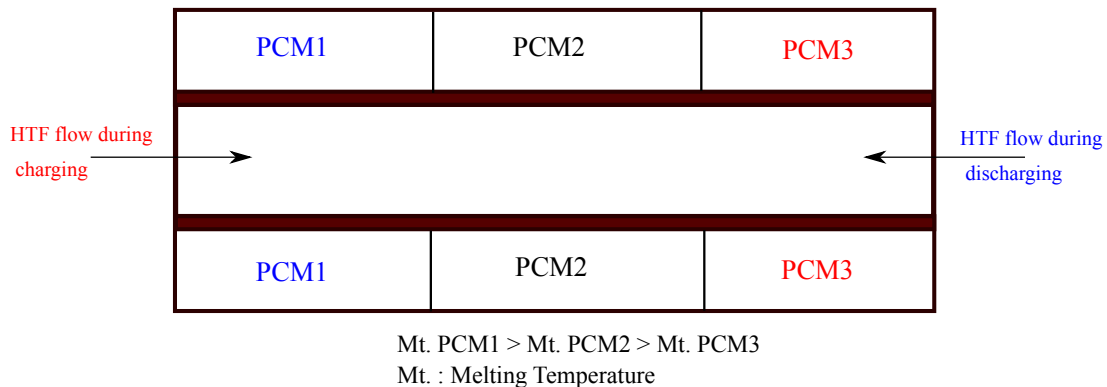 PCM1
PCM2
PCM3
HTF flow during
charging
HTF flow during
discharging
PCM1
PCM2
PCM3
Mt. PCM1 > Mt. PCM2 > Mt. PCM3
Mt. : Melting Temperature